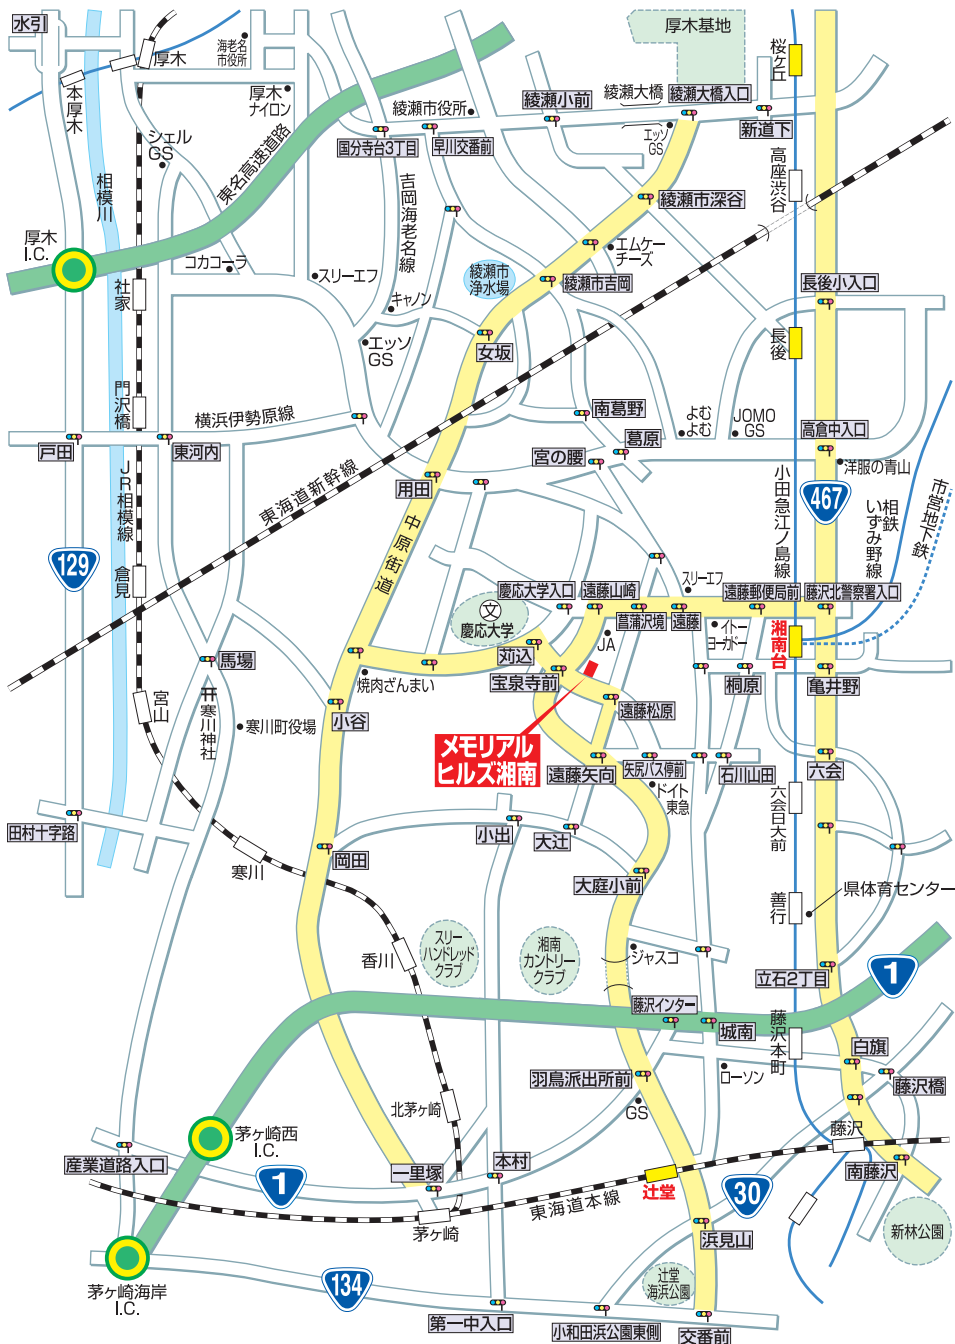 水引
厚木
海老名
市役所
本厚木
厚木
ナイロン
シェル
GS
相模川
東名高速道路
厚木
I.C.
コカコーラ
社家
スリーエフ
綾瀬市役所
国分寺台3丁目
早川交番前
吉岡海老名線
キャノン
エッソ
GS
綾瀬小前
綾瀬大橋
綾瀬大橋入口
厚木基地
桜ヶ丘
新道下
エッソ
GS
高座渋谷
綾瀬市深谷
エムケー
チーズ
綾瀬市
浄水場
綾瀬市吉岡
女坂
長後小入口
長後
門沢橋
横浜伊勢原線
戸田
東河内
JR相模線
倉見
129
東海道新幹線
用田
中原街道
南葛野
葛原
宮の腰
よむ
よむ
JOMO
GS
高倉中入口
洋服の青山
467
小田急江ノ島線
相鉄
いずみ野線
市営地下鉄
慶応大学入口
遠藤山崎
スリーエフ
遠藤郵便局前
藤沢北警察署入口
文
慶応大学
菖蒲沢境
遠藤
イトー
ヨーカドー
湘南台
JA
苅込
宝泉寺前
遠藤松原
桐原
亀井野
馬場
焼肉ざんまい
小谷
宮山
寒川神社
寒川町役場
メモリアル
ヒルズ湘南
遠藤矢向
矢尻バス停前
石川山田
六会
ドイト
東急
六会日大前
田村十字路
寒川
岡田
小出
大辻
大庭小前
善行
県体育センター
スリー
ハンドレッド
クラブ
湘南
カントリー
クラブ
香川
ジャスコ
立石2丁目
1
藤沢インター
城南
藤沢本町
白旗
藤沢橋
羽鳥派出所前
GS
ローソン
北茅ヶ崎
茅ヶ崎西
I.C.
産業道路入口
1
一里塚
本村
藤沢
南藤沢
辻堂
30
東海道本線
茅ヶ崎
浜見山
新林公園
茅ヶ崎海岸
I.C.
134
辻堂
海浜公園
第一中入口
小和田浜公園東側
交番前